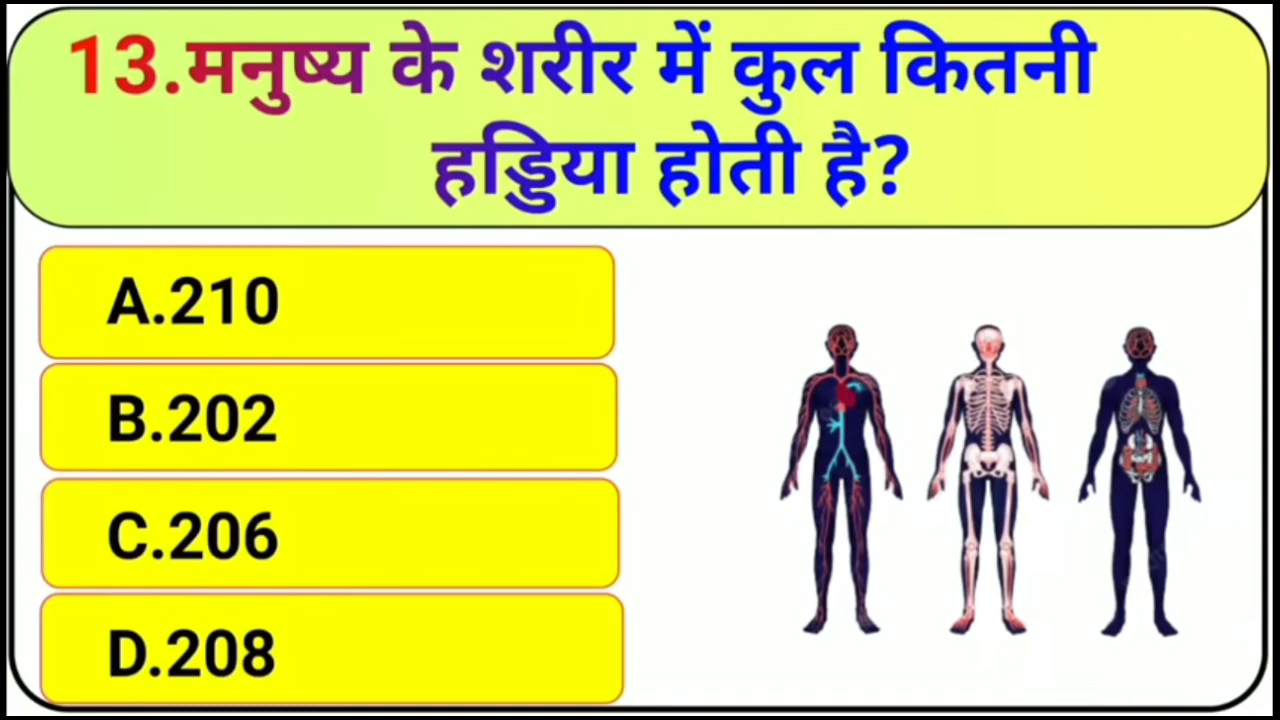 13.मनुष्य के शरीर में कुल कितनी
हड्डिया होती है?
A.210
B.202
C.206
D.208